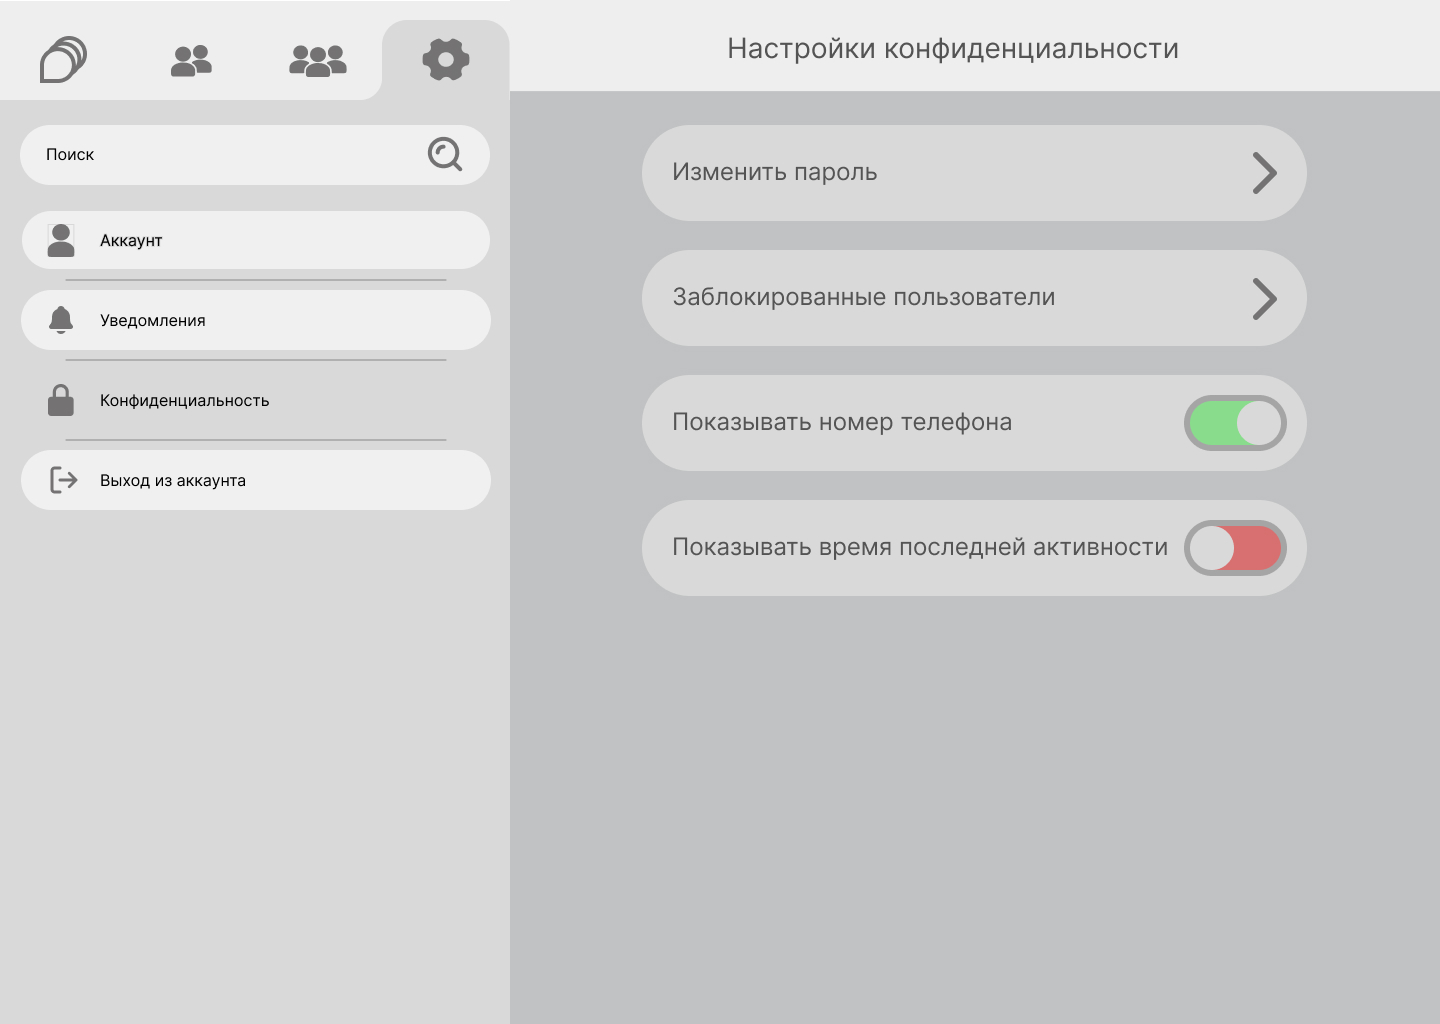 Настройки конфиденциальности
Поиск
Аккаунт
Уведомления
Конфиденциальность
Выход из аккаунта
Изменить пароль
Заблокированные пользователи
Показывать номер телефона
Показывать время последней активности